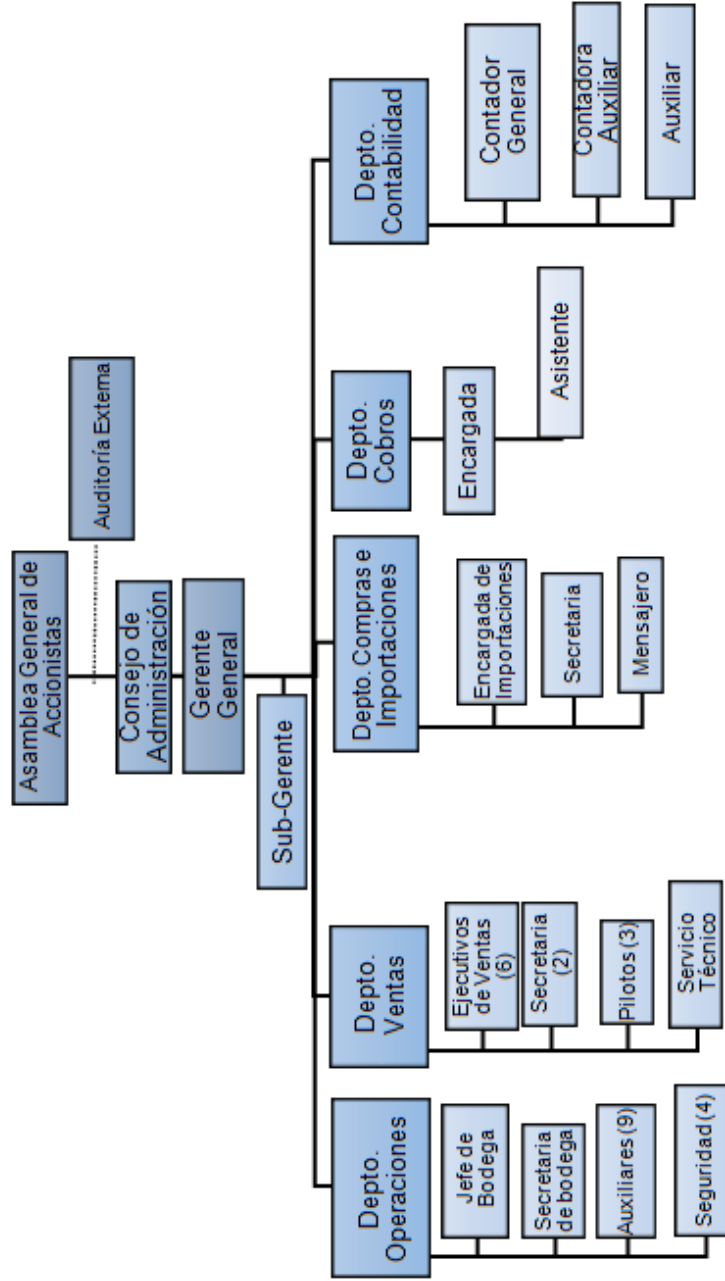 Asamblea General de
Accionistas
Auditoría Externa
Consejo de
Administración
Gerente
General
Sub-Gerente
Depto.
Operaciones
Jefe de
Bodega
Secretaria
de bodega
Auxiliares (9)
Seguridad (4)
Depto.
Ventas
Ejecutivos
de Ventas
(6)
Secretaria
(2)
Pilotos (3)
Servicio
Técnico
Depto. Compras e
Importaciones
Encargada de
Importaciones
Secretaria
Mensajero
Depto.
Cobros
Encargada
Asistente
Depto.
Contabilidad
Contador
General
Contadora
Auxiliar
Auxiliar